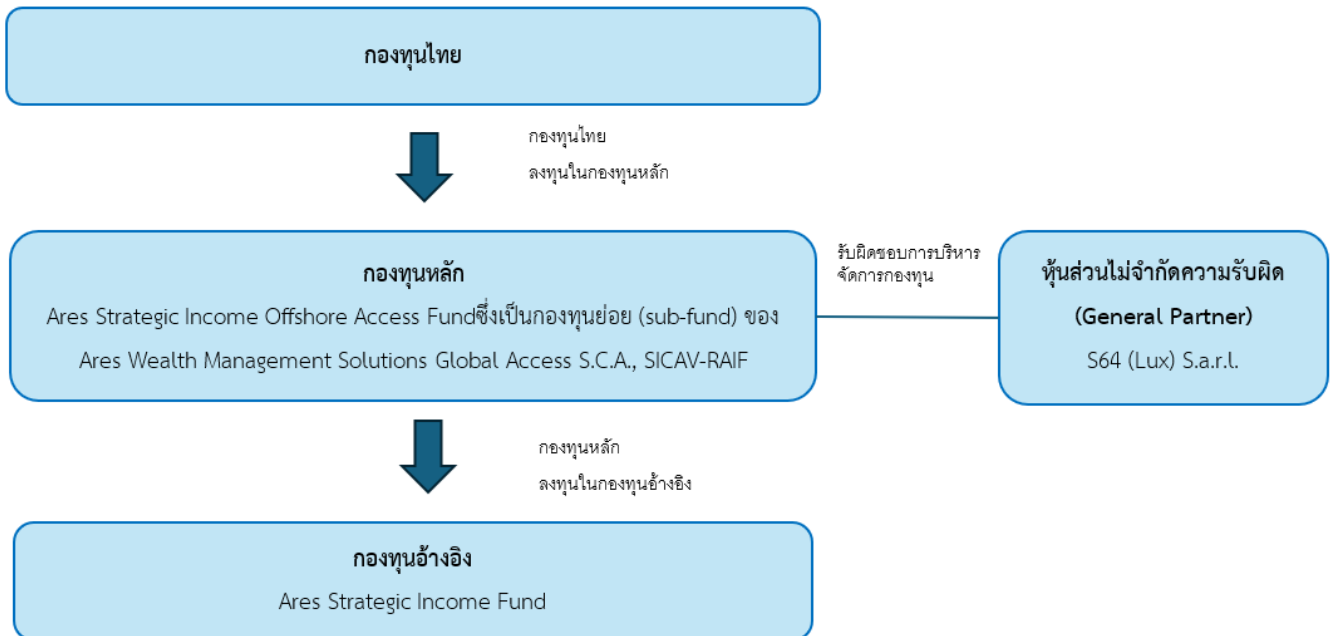 กองทุนไทย
กองทุนไทย
ลงทุนในกองทุนหลัก
กองทุนหลัก
Ares Strategic Income Offshore Access Fundซึ่งเป็นกองทุนย่อย (sub-fund) ของ
Ares Wealth Management Solutions Global Access S.C.A., SICAV-RAIF
รับผิดชอบการบริหาร
จัดการกองทุน
หุ้นส่วนไม่จำกัดความรับผิด
(General Partner)
S64 (Lux) S.a.r.l.
กองทุนหลัก
ลงทุนในกองทุนอ้างอิง
กองทุนอ้างอิง
Ares Strategic Income Fund